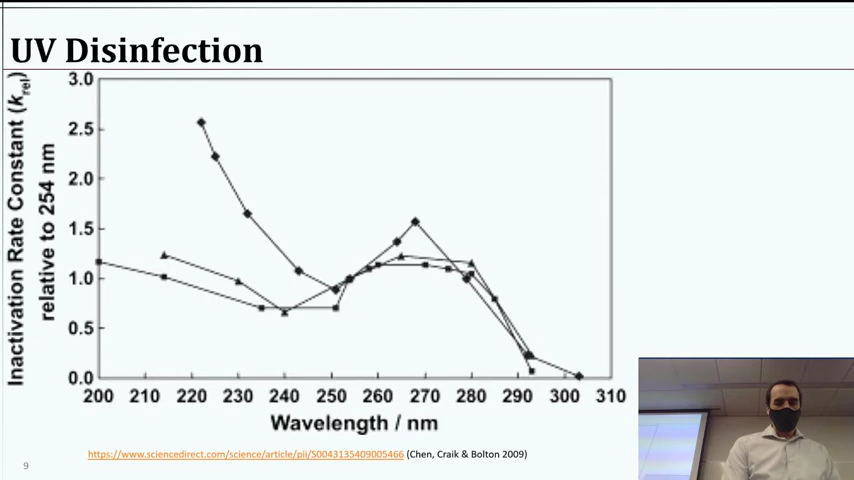 UV Disinfection
Inactivation Rate Constant (krel)
relative to 254 nm
3.0
2.5
2.0
1.5
1.0
0.5
0.0
200 210 220 230 240 250 260 270 280 290 300 310
Wavelength / nm
https://www.sciencedirect.com/science/article/pii/S0043135409005466 (Chen, Craik & Bolton 2009)
9